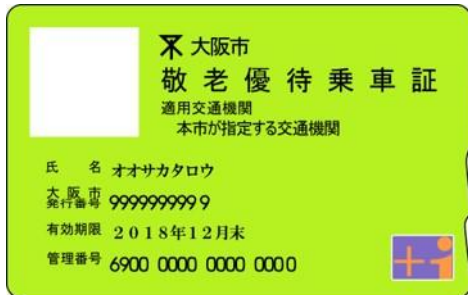 大阪市
敬老優待乗車証
適用交通機関
本市が指定する交通機関
氏 名 オオサカタロウ
大阪市
発行番号 9999999999
有効期限 2018年12月末
管理番号 6900 0000 0000 0000
+i